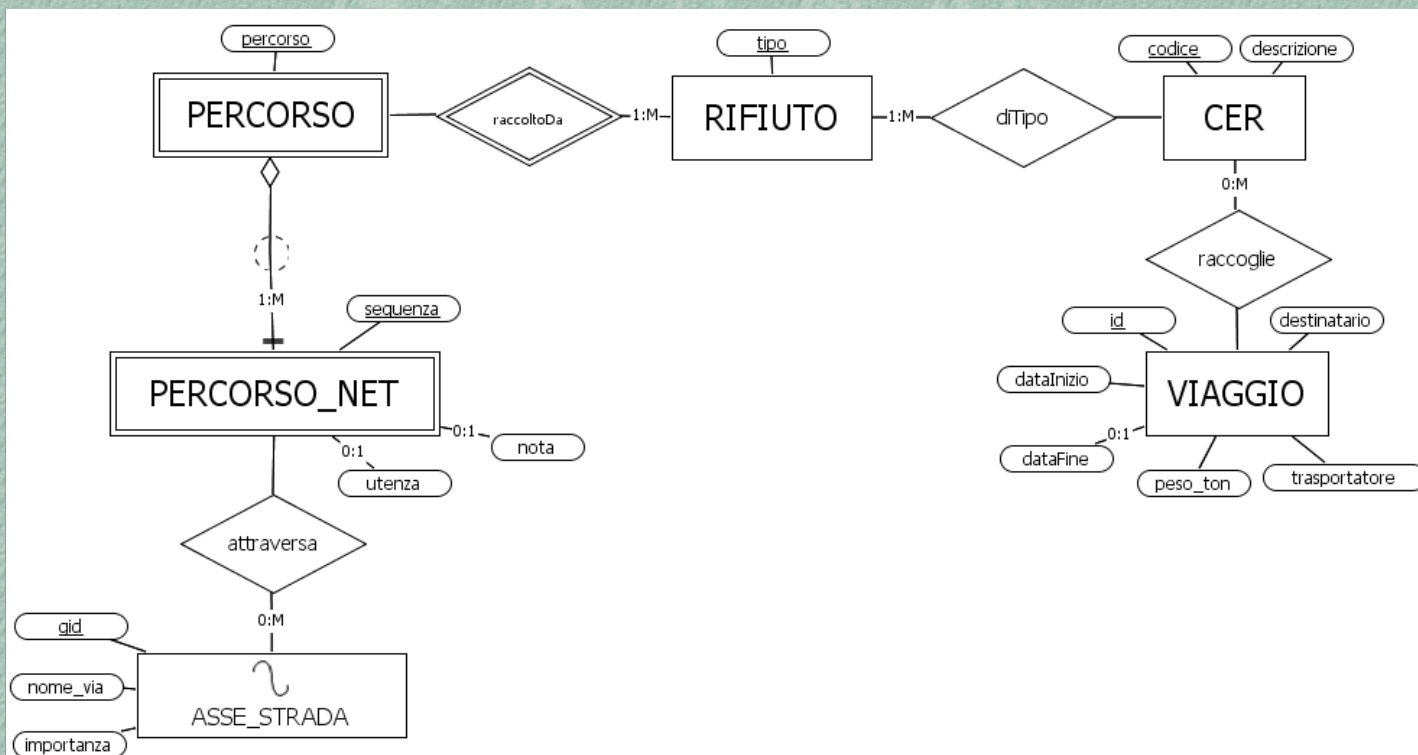 percorso
tipo
codice
descrizione
PERCORSO
raccoltoDa
1:M
RIFIUTO
1:M
diTipo
CER
0:M
raccoglie
1:M
sequenza
id
destinatario
dataInizio
PERCORSO_NET
VIAGGIO
0:1
nota
0:1
utenza
0:1
dataFine
peso_ton
trasportatore
attraversa
0:M
gid
nome_via
ASSE_STRADA
importanza